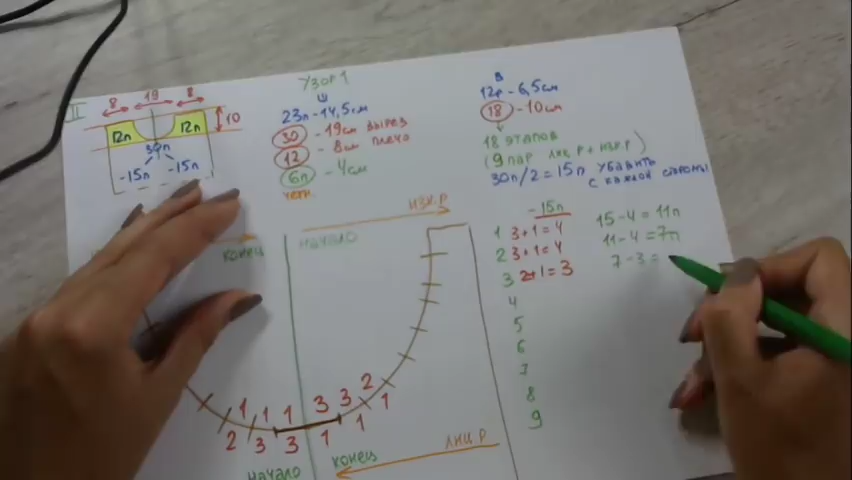 II
8 19 8
10
12п 12п
30п
-15п -15п
УЗОР 1
Ш
23п - 14,5см
30 - 19см вырез
12 - 8см плечо
6п - 4см
четн.
В
12р - 6,5см
18 - 10см
18 ЭТАПОВ
(9 ПАР ЛИЦ.Р + ИЗН.Р)
30п/2 = 15п УБАВИТЬ
С КАЖДОЙ СТОРОНЫ
КОНЕЦ
НАЧАЛО
ИЗН.Р
-15п
1 3+1=4 15-4=11п
2 3+1=4 11-4=7п
3 2+1=3 7-3=
4
5
6
7
8
9
1 1 1 3 3 2
2 3 3 1 1 1
НАЧАЛО
КОНЕЦ
ЛИЦ.Р